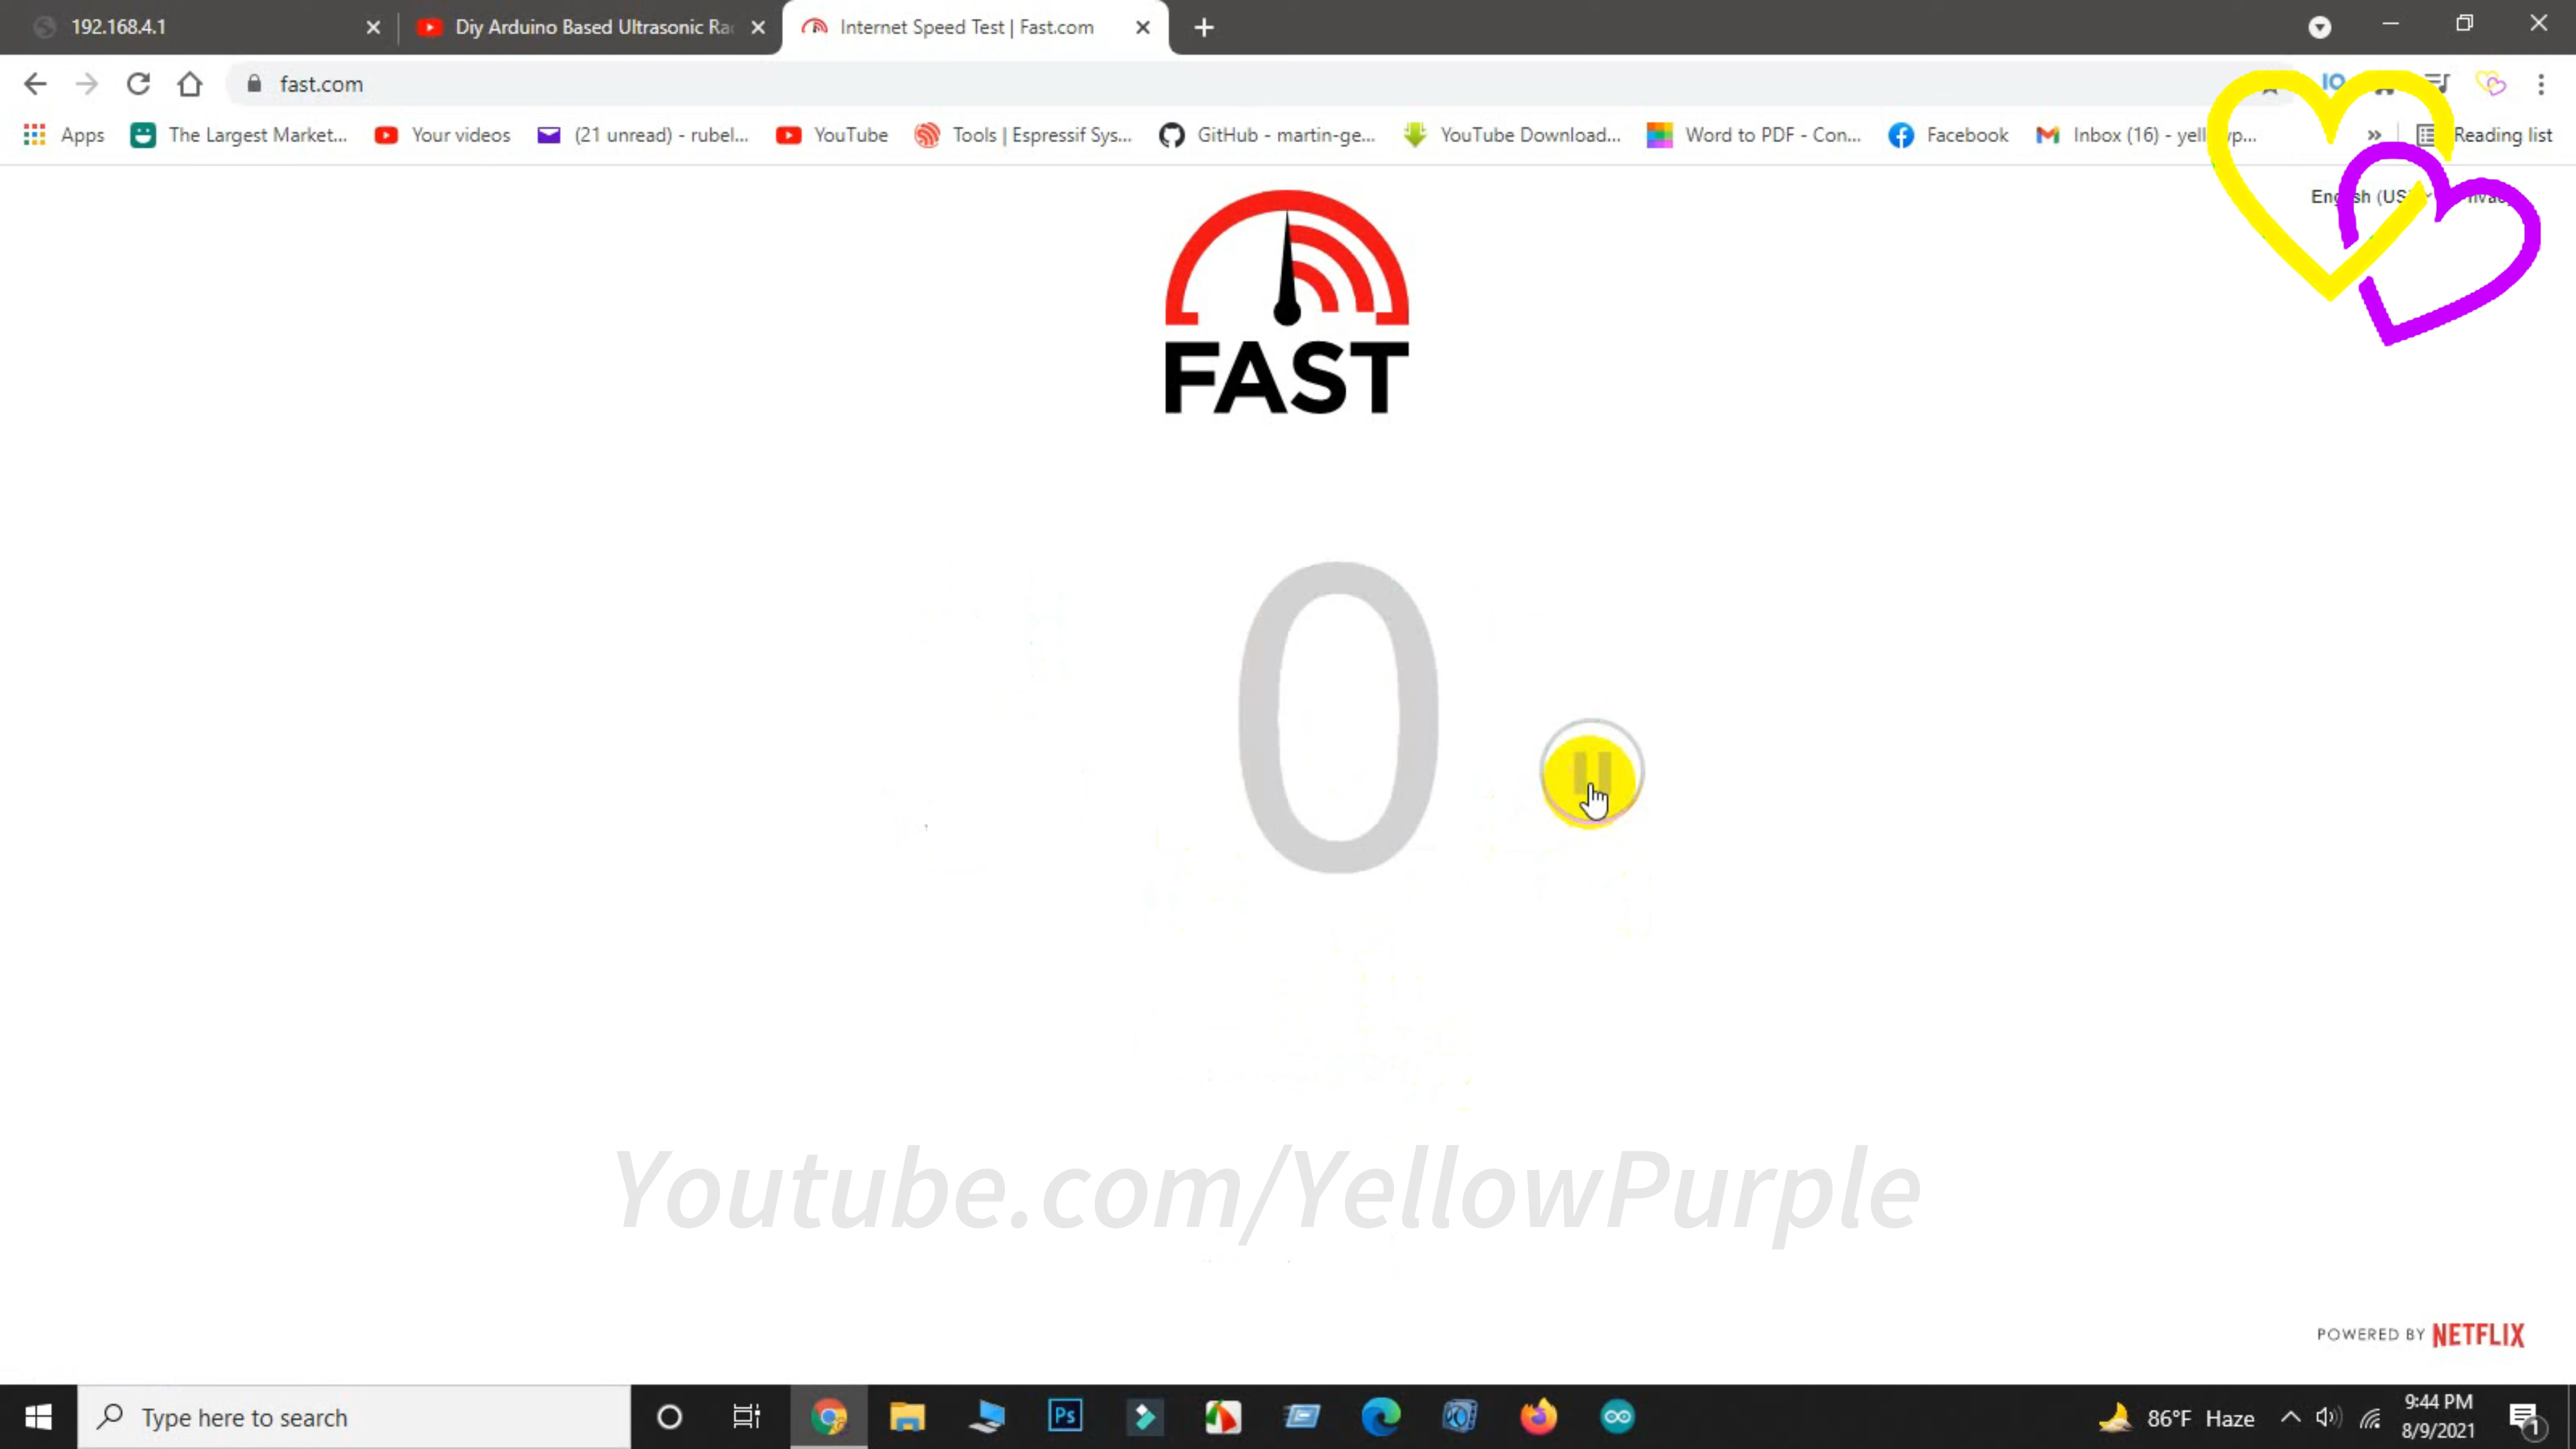 192.168.4.1
Diy Arduino Based Ultrasonic Ra
Internet Speed Test | Fast.com
fast.com
Apps
The Largest Market...
Your videos
(21 unread) - rubel...
YouTube
Tools | Espressif Sys...
GitHub - martin-ge...
YouTube Download...
Word to PDF - Con...
Facebook
Inbox (16) - yell
Reading list
FAST
0
Youtube.com/YellowPurple
POWERED BY NETFLIX
Type here to search
Ps
86°F Haze
9:44 PM
8/9/2021
1